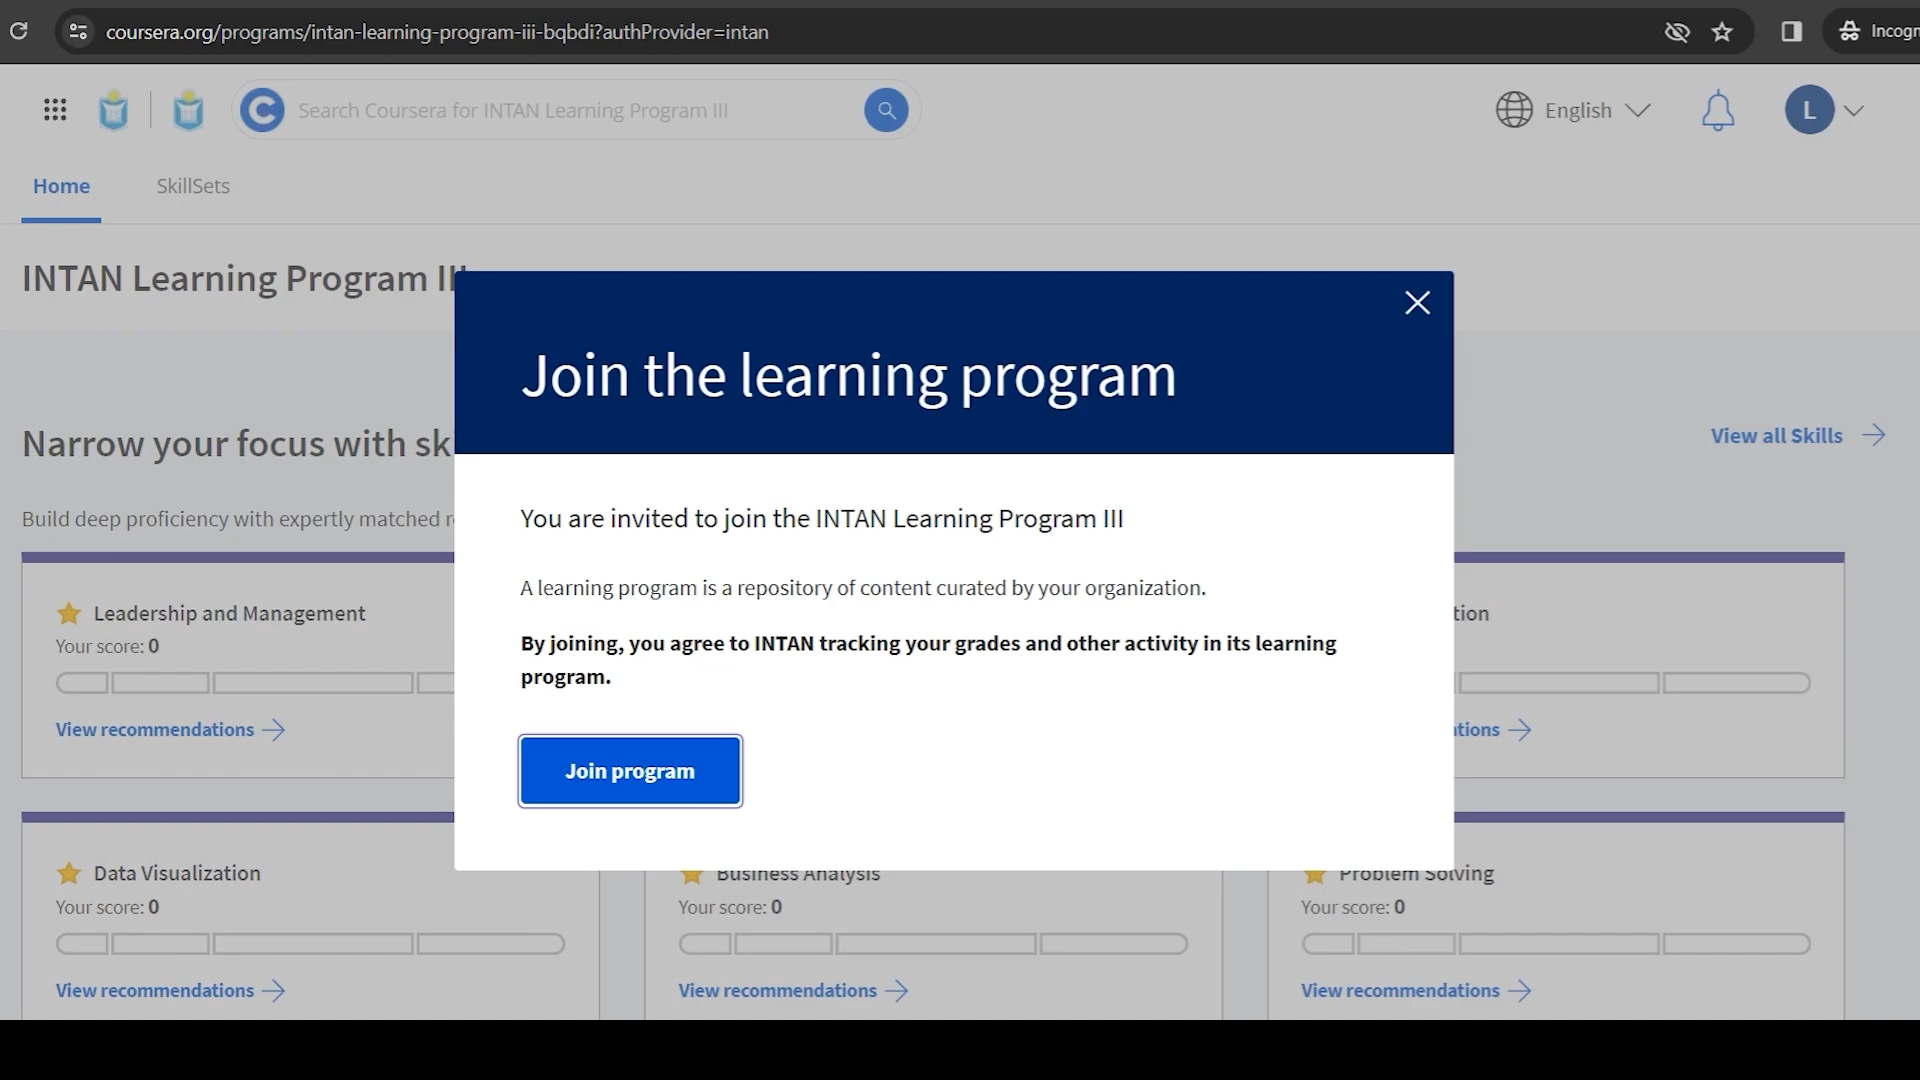 coursera.org/programs/intan-learning-program-iii-bqbdi?authProvider=intan
Search Coursera for INTAN Learning Program III
English
L
Home
SkillSets
INTAN Learning Program III
Join the learning program
Narrow your focus with
View all Skills
You are invited to join the INTAN Learning Program III
Build deep proficiency with expertly matched
A learning program is a repository of content curated by your organization.
Leadership and Management
Your score: 0
By joining, you agree to INTAN tracking your grades and other activity in its learning
program.
View recommendations
Join program
Data Visualization
Business Analysis
Problem Solving
Your score: 0
Your score: 0
Your score: 0
View recommendations
View recommendations
View recommendations